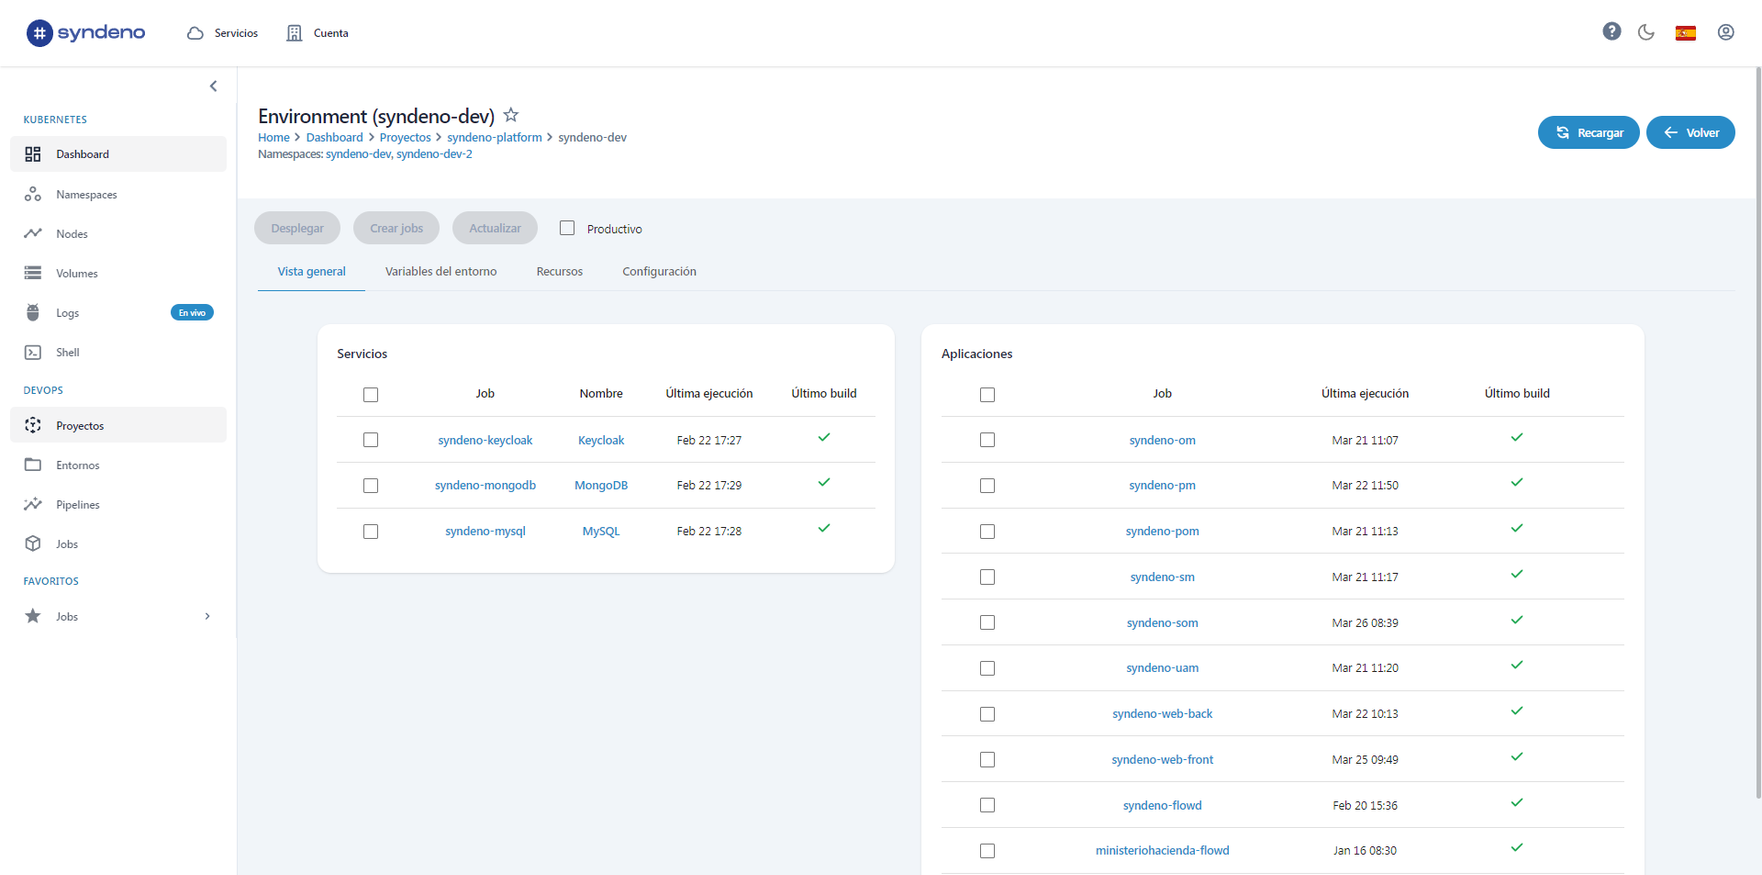 syndeno
Servicios
Cuenta
KUBERNETES
Dashboard
Namespaces
Nodes
Volumes
Logs
En vivo
Shell
DEVOPS
Proyectos
Entornos
Pipelines
Jobs
FAVORITOS
Jobs
Environment (syndeno-dev)
Home > Dashboard > Proyectos > syndeno-platform > syndeno-dev
Namespaces: syndeno-dev, syndeno-dev-2
Recargar
Volver
Desplegar
Crear jobs
Actualizar
Productivo
Vista general
Variables del entorno
Recursos
Configuración
Servicios
Job Nombre Última ejecución Último build
syndeno-keycloak Keycloak Feb 22 17:27
syndeno-mongodb MongoDB Feb 22 17:29
syndeno-mysql MySQL Feb 22 17:28
Aplicaciones
Job Última ejecución Último build
syndeno-om Mar 21 11:07
syndeno-pm Mar 22 11:50
syndeno-pom Mar 21 11:13
syndeno-sm Mar 21 11:17
syndeno-som Mar 26 08:39
syndeno-uam Mar 21 11:20
syndeno-web-back Mar 22 10:13
syndeno-web-front Mar 25 09:49
syndeno-flowd Feb 20 15:36
ministeriohacienda-flowd Jan 16 08:30